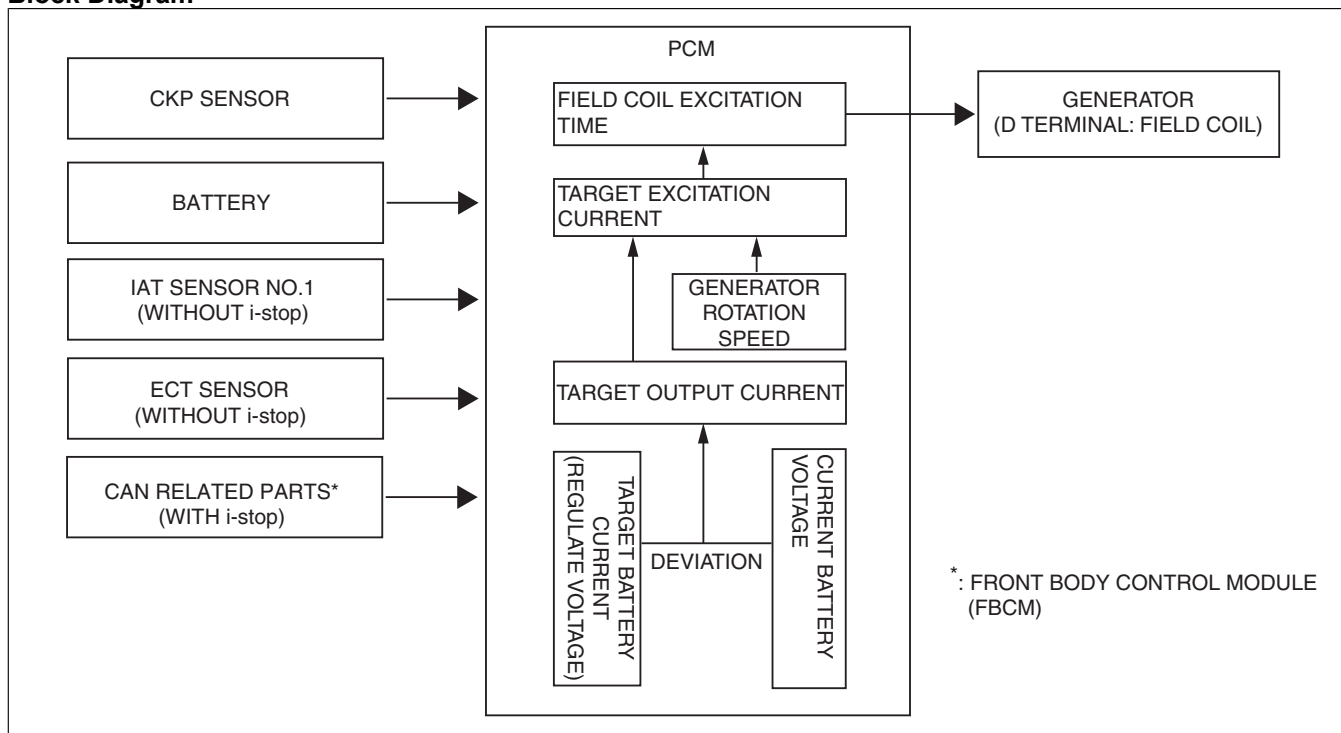 PCM
CKP SENSOR
BATTERY
IAT SENSOR NO.1
(WITHOUT i-stop)
ECT SENSOR
(WITHOUT i-stop)
CAN RELATED PARTS*
(WITH i-stop)
FIELD COIL EXCITATION
TIME
TARGET EXCITATION
CURRENT
GENERATOR
ROTATION
SPEED
TARGET OUTPUT CURRENT
TARGET BATTERY
CURRENT
(REGULATE VOLTAGE)
DEVIATION
CURRENT BATTERY
VOLTAGE
GENERATOR
(D TERMINAL: FIELD COIL)
*: FRONT BODY CONTROL MODULE
(FBCM)